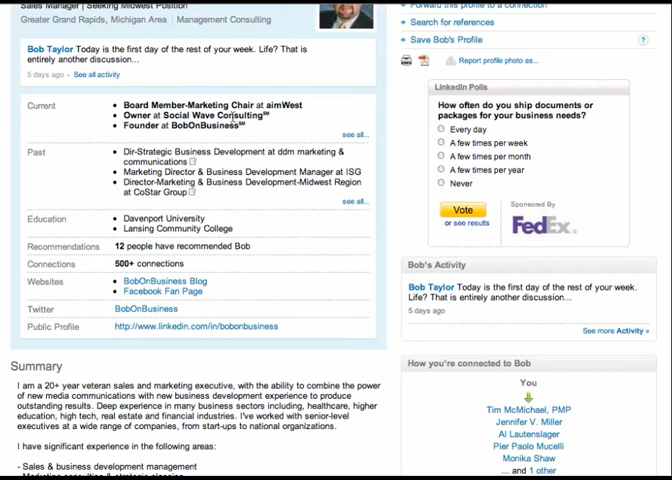 Sales Manager | Seeking Midwest Position
Greater Grand Rapids, Michigan Area | Management Consulting
Bob Taylor Today is the first day of the rest of your week. Life? That is
entirely another discussion...
5 days ago · See all activity
Current
• Board Member-Marketing Chair at aimWest
• Owner at Social Wave Consulting℠
• Founder at BobOnBusiness℠
see all...
Past
• Dir-Strategic Business Development at ddm marketing &
communications
• Marketing Director & Business Development Manager at ISG
• Director-Marketing & Business Development-Midwest Region
at CoStar Group
see all...
Education
• Davenport University
• Lansing Community College
Recommendations
12 people have recommended Bob
Connections
500+ connections
Websites
• BobOnBusiness Blog
• Facebook Fan Page
Twitter
BobOnBusiness
Public Profile
http://www.linkedin.com/in/bobonbusiness
Summary
I am a 20+ year veteran sales and marketing executive, with the ability to combine the power
of new media communications with new business development experience to produce
outstanding results. Deep experience in many business sectors including, healthcare, higher
education, high tech, real estate and financial industries. I've worked with senior-level
executives at a wide range of companies, from start-ups to national organizations.
I have significant experience in the following areas:
- Sales & business development management
- Marketing consulting & strategic planning
Forward this profile to a connection
Search for references
Save Bob's Profile
?
Report profile photo as...
LinkedIn Polls
How often do you ship documents or
packages for your business needs?
Every day
A few times per week
A few times per month
A few times per year
Never
Vote
or see results
Sponsored By
FedEx
Bob's Activity
Bob Taylor Today is the first day of the rest of your week.
Life? That is entirely another discussion...
5 days ago
See more Activity »
How you're connected to Bob
You
Tim McMichael, PMP
Jennifer V. Miller
Al Lautenslager
Pier Paolo Mucelli
Monika Shaw
... and 1 other